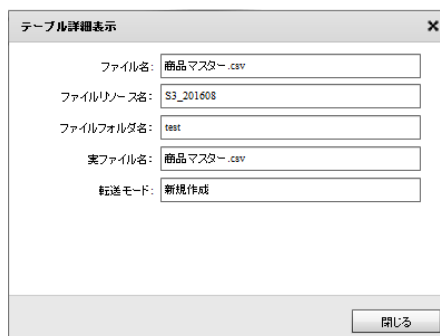 テーブル詳細表示
ファイル名: 商品マスター.csv
ファイルリソース名: S3_201608
ファイルフォルダ名: test
実ファイル名: 商品マスター.csv
転送モード: 新規作成
閉じる